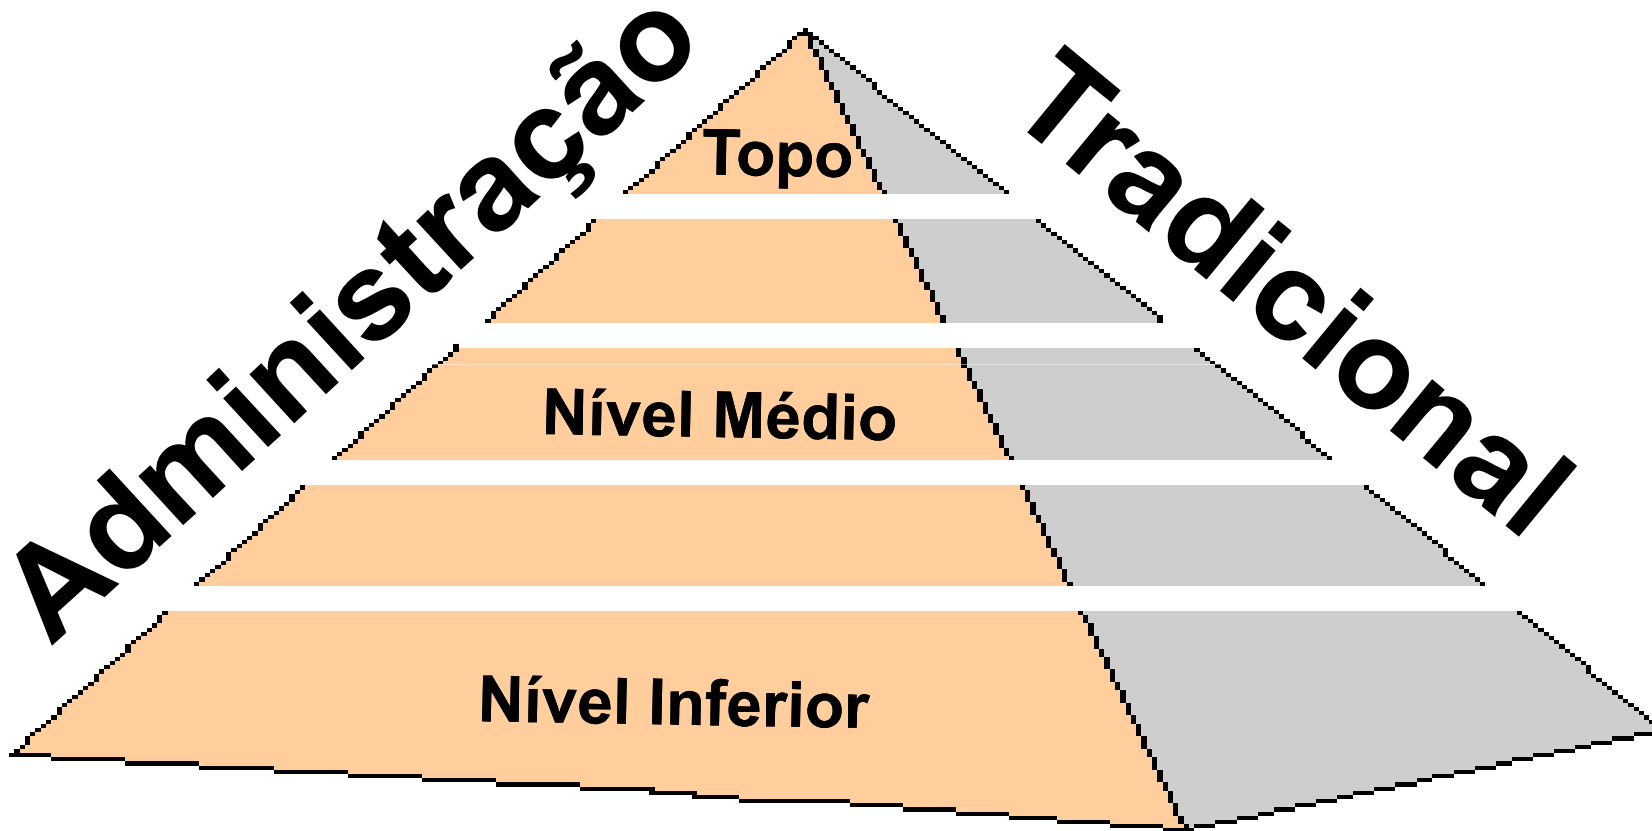 Administração
Tradicional
Topo
Nível Médio
Nível Inferior